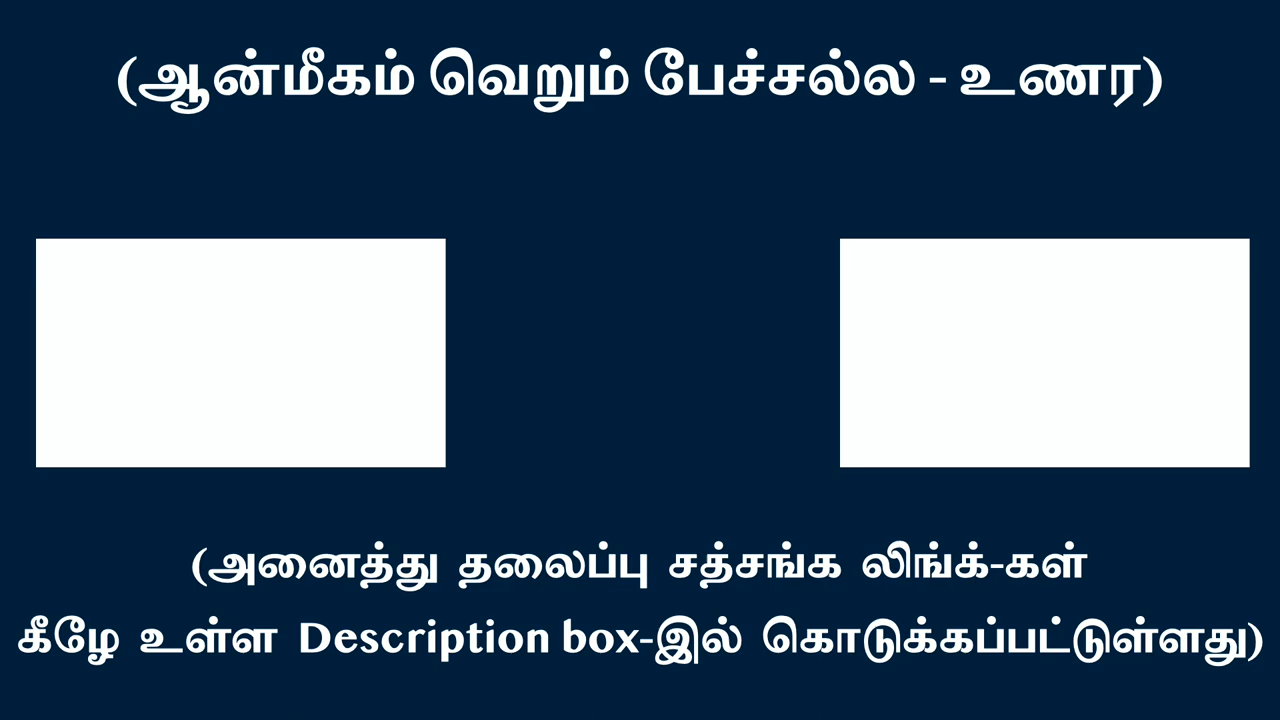 (ஆன்மீகம் வெறும் பேச்சல்ல - உணர)
(அனைத்து தலைப்பு சத்சங்க லிங்க்-கள்
கீழே உள்ள Description box-இல் கொடுக்கப்பட்டுள்ளது)